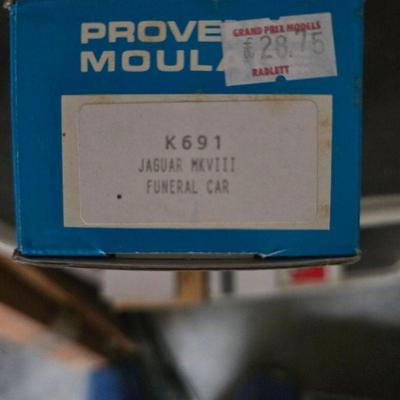 PROVE
MOULA
GRAND PRIX MODELS
£28.75
RADLETT
K691
JAGUAR MKVIII
FUNERAL CAR